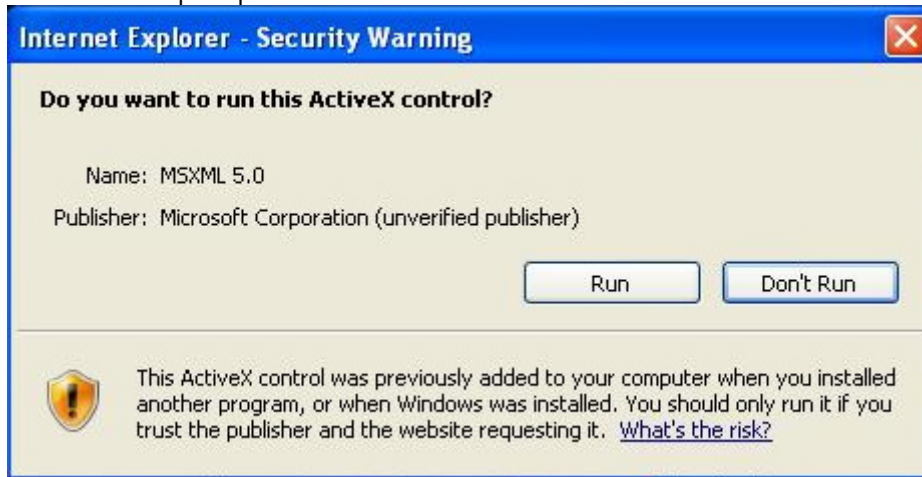 Internet Explorer - Security Warning
Do you want to run this ActiveX control?
Name: MSXML 5.0
Publisher: Microsoft Corporation (unverified publisher)
Run Don't Run
This ActiveX control was previously added to your computer when you installed
another program, or when Windows was installed. You should only run it if you
trust the publisher and the website requesting it. What's the risk?